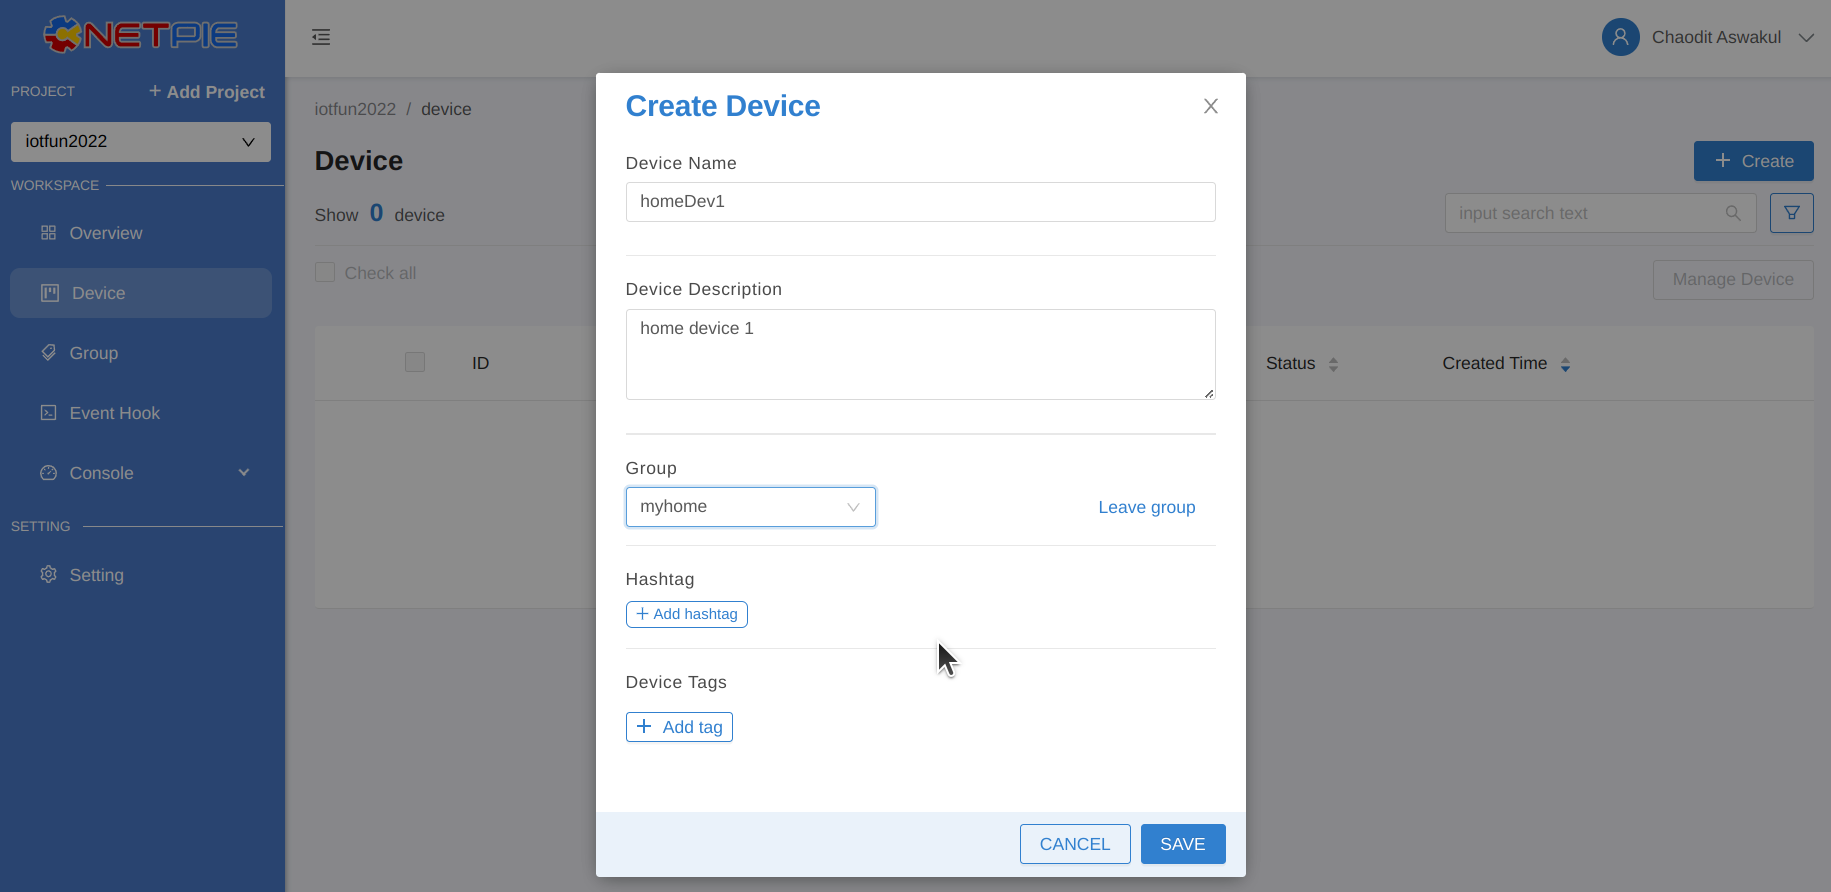 NETPIE
PROJECT
+ Add Project
iotfun2022
WORKSPACE
Overview
Device
Group
Event Hook
Console
SETTING
Setting
Chaodit Aswakul
iotfun2022 / device
Device
Show 0 device
Create
input search text
Check all
Manage Device
ID
Status
Created Time
Create Device
Device Name
homeDev1
Device Description
home device 1
Group
myhome
Leave group
Hashtag
+ Add hashtag
Device Tags
+ Add tag
CANCEL
SAVE